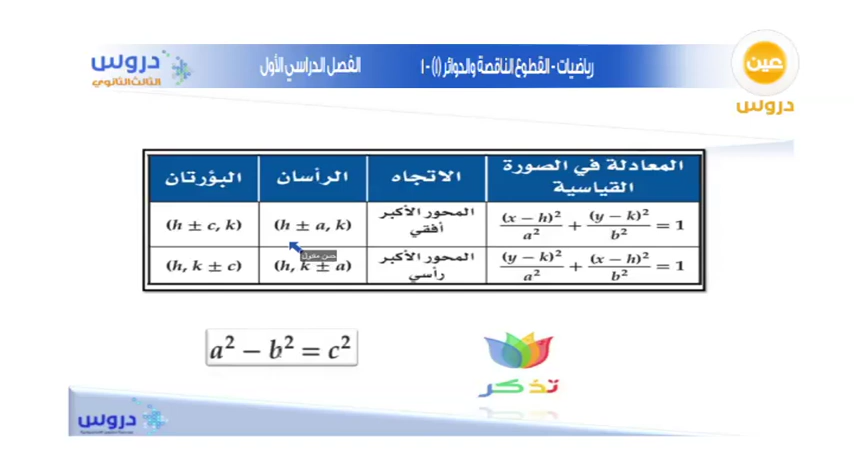 عين
دروس
رياضيات - القطوع الناقصة والدوائر (١) - ١
الفصل الدراسي الأول
دروس
الثالث الثانوي
المعادلة في الصورة القياسية | الاتجاه | الرأسان | البؤرتان
(x − h)²/a² + (y − k)²/b² = 1 | المحور الأكبر أفقي | (h ± a, k) | (h ± c, k)
(y − k)²/a² + (x − h)²/b² = 1 | المحور الأكبر رأسي | (h, k ± a) | (h, k ± c)
a² − b² = c²
تذكر
دروس